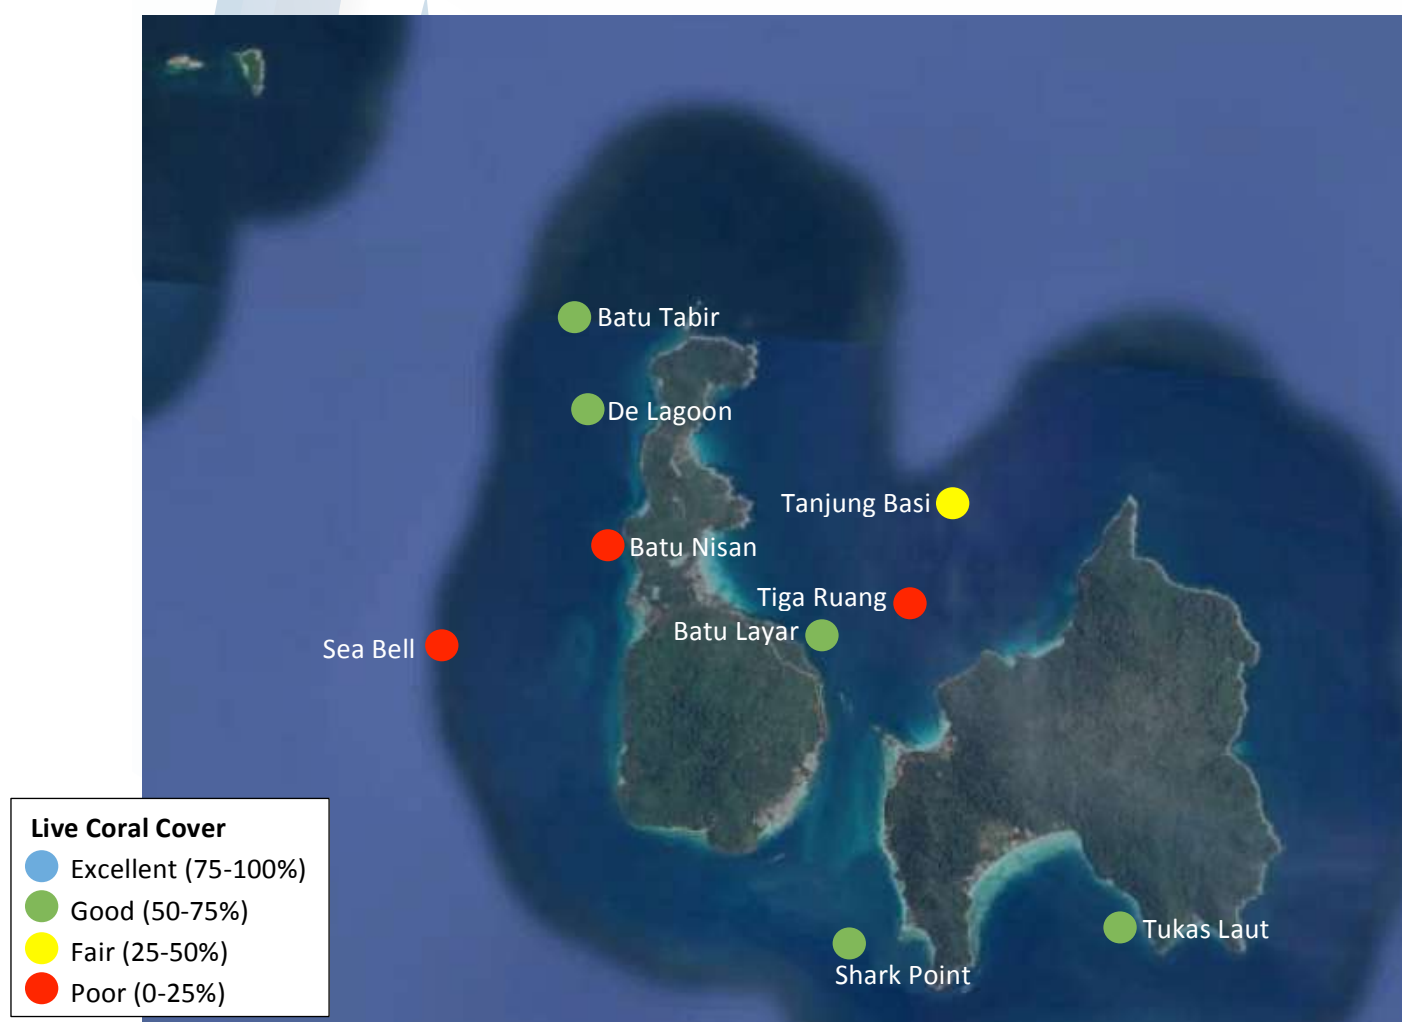 Batu Tabir
De Lagoon
Tanjung Basi
Batu Nisan
Tiga Ruang
Batu Layar
Sea Bell
Live Coral Cover
Excellent (75-100%)
Good (50-75%)
Fair (25-50%)
Poor (0-25%)
Tukas Laut
Shark Point